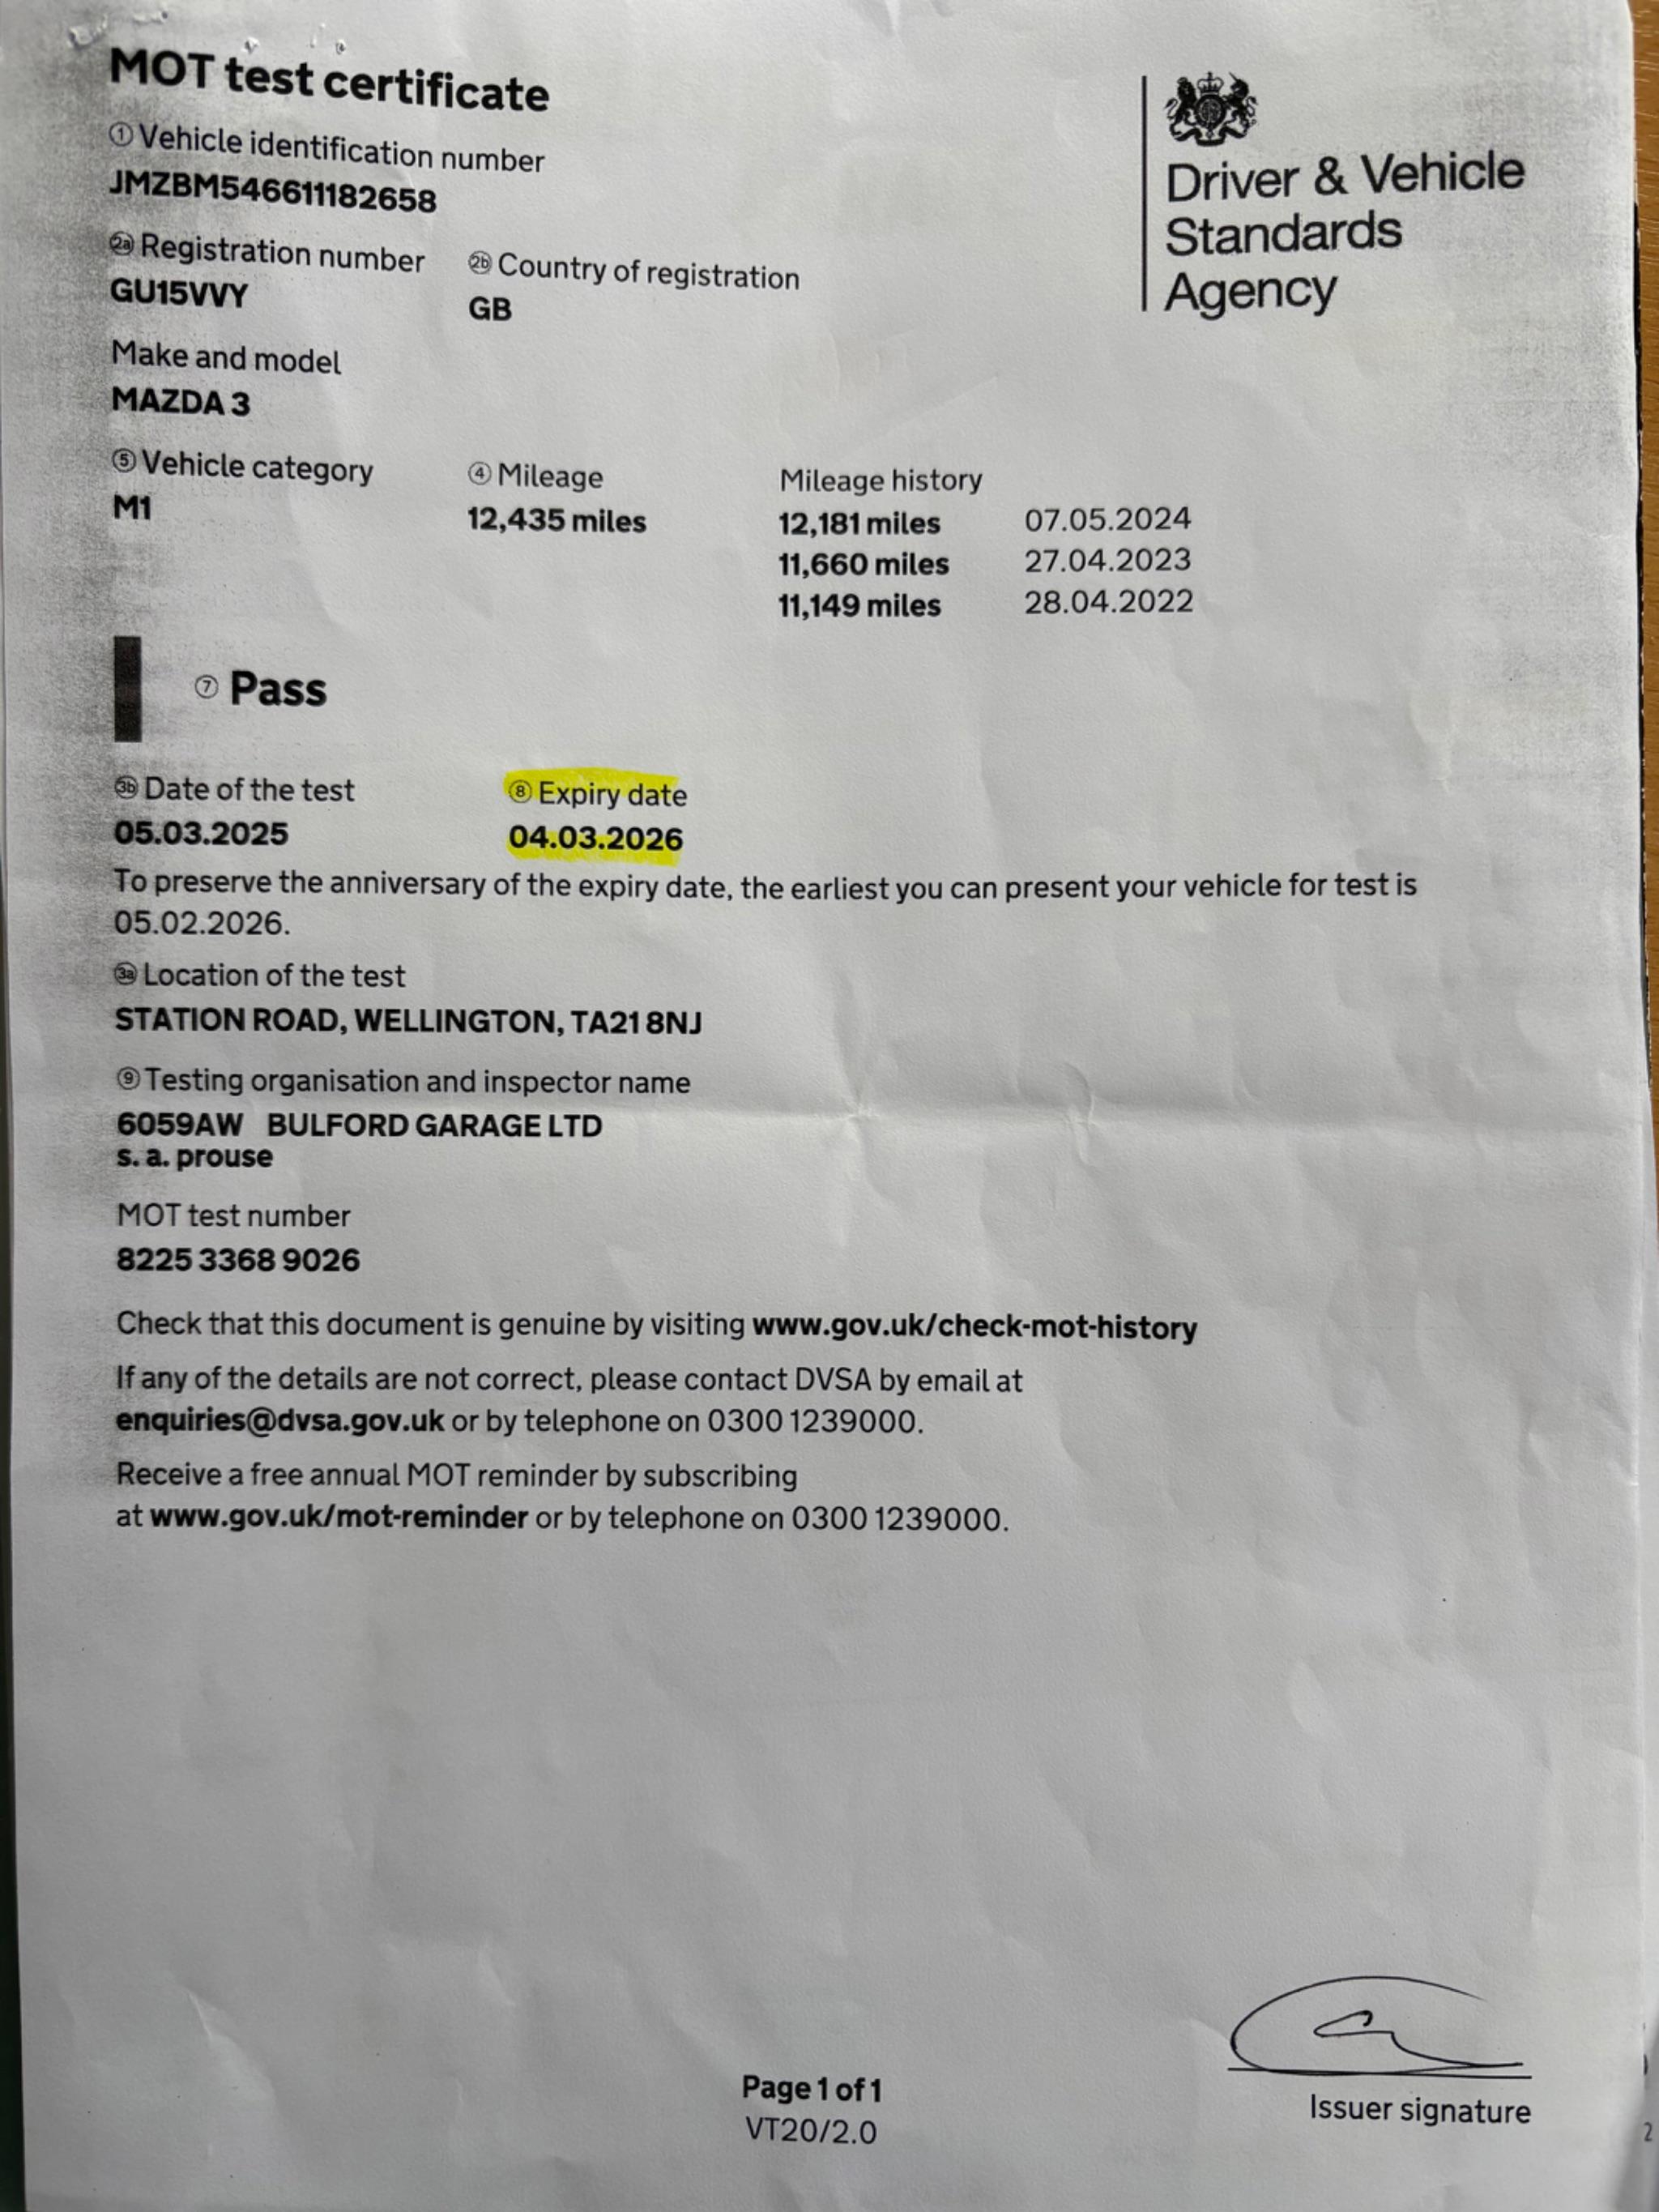 MOT test certificate
① Vehicle identification number
JMZBM546611182658
2a Registration number
GU15VVY
2b Country of registration
GB
Make and model
MAZDA 3
⑤ Vehicle category
M1
④ Mileage
12,435 miles
Mileage history
12,181 miles 07.05.2024
11,660 miles 27.04.2023
11,149 miles 28.04.2022
Driver & Vehicle
Standards
Agency
⑦ Pass
3b Date of the test
05.03.2025
⑧ Expiry date
04.03.2026
To preserve the anniversary of the expiry date, the earliest you can present your vehicle for test is
05.02.2026.
3a Location of the test
STATION ROAD, WELLINGTON, TA21 8NJ
⑨ Testing organisation and inspector name
6059AW BULFORD GARAGE LTD
s. a. prouse
MOT test number
8225 3368 9026
Check that this document is genuine by visiting www.gov.uk/check-mot-history
If any of the details are not correct, please contact DVSA by email at
enquiries@dvsa.gov.uk or by telephone on 0300 1239000.
Receive a free annual MOT reminder by subscribing
at www.gov.uk/mot-reminder or by telephone on 0300 1239000.
Page 1 of 1
VT20/2.0
Issuer signature
2